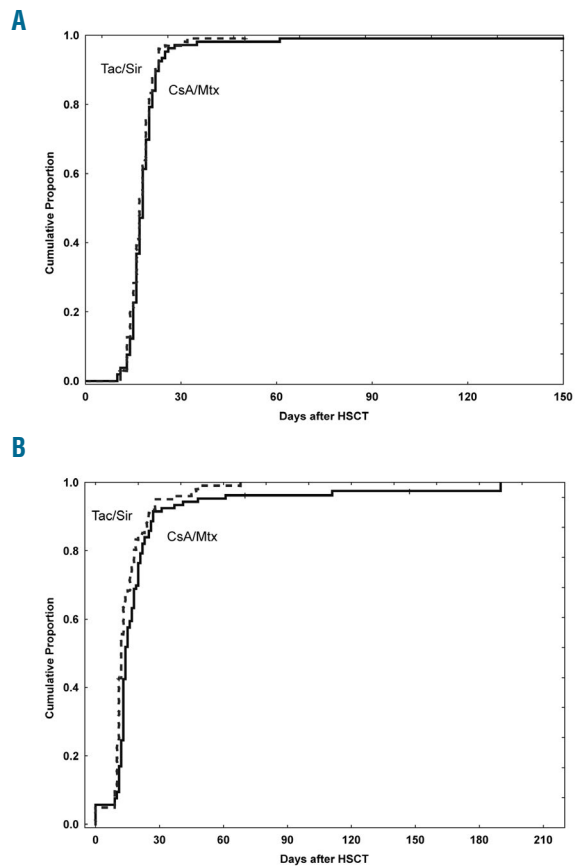 A
1.0
Tac/Sir
CsA/Mtx
0.8
0.6
0.4
0.2
0.0
Cumulative Proportion
0 30 60 90 120 150
Days after HSCT
B
1.0
Tac/Sir
CsA/Mtx
0.8
0.6
0.4
0.2
0.0
Cumulative Proportion
0 30 60 90 120 150 180 210
Days after HSCT